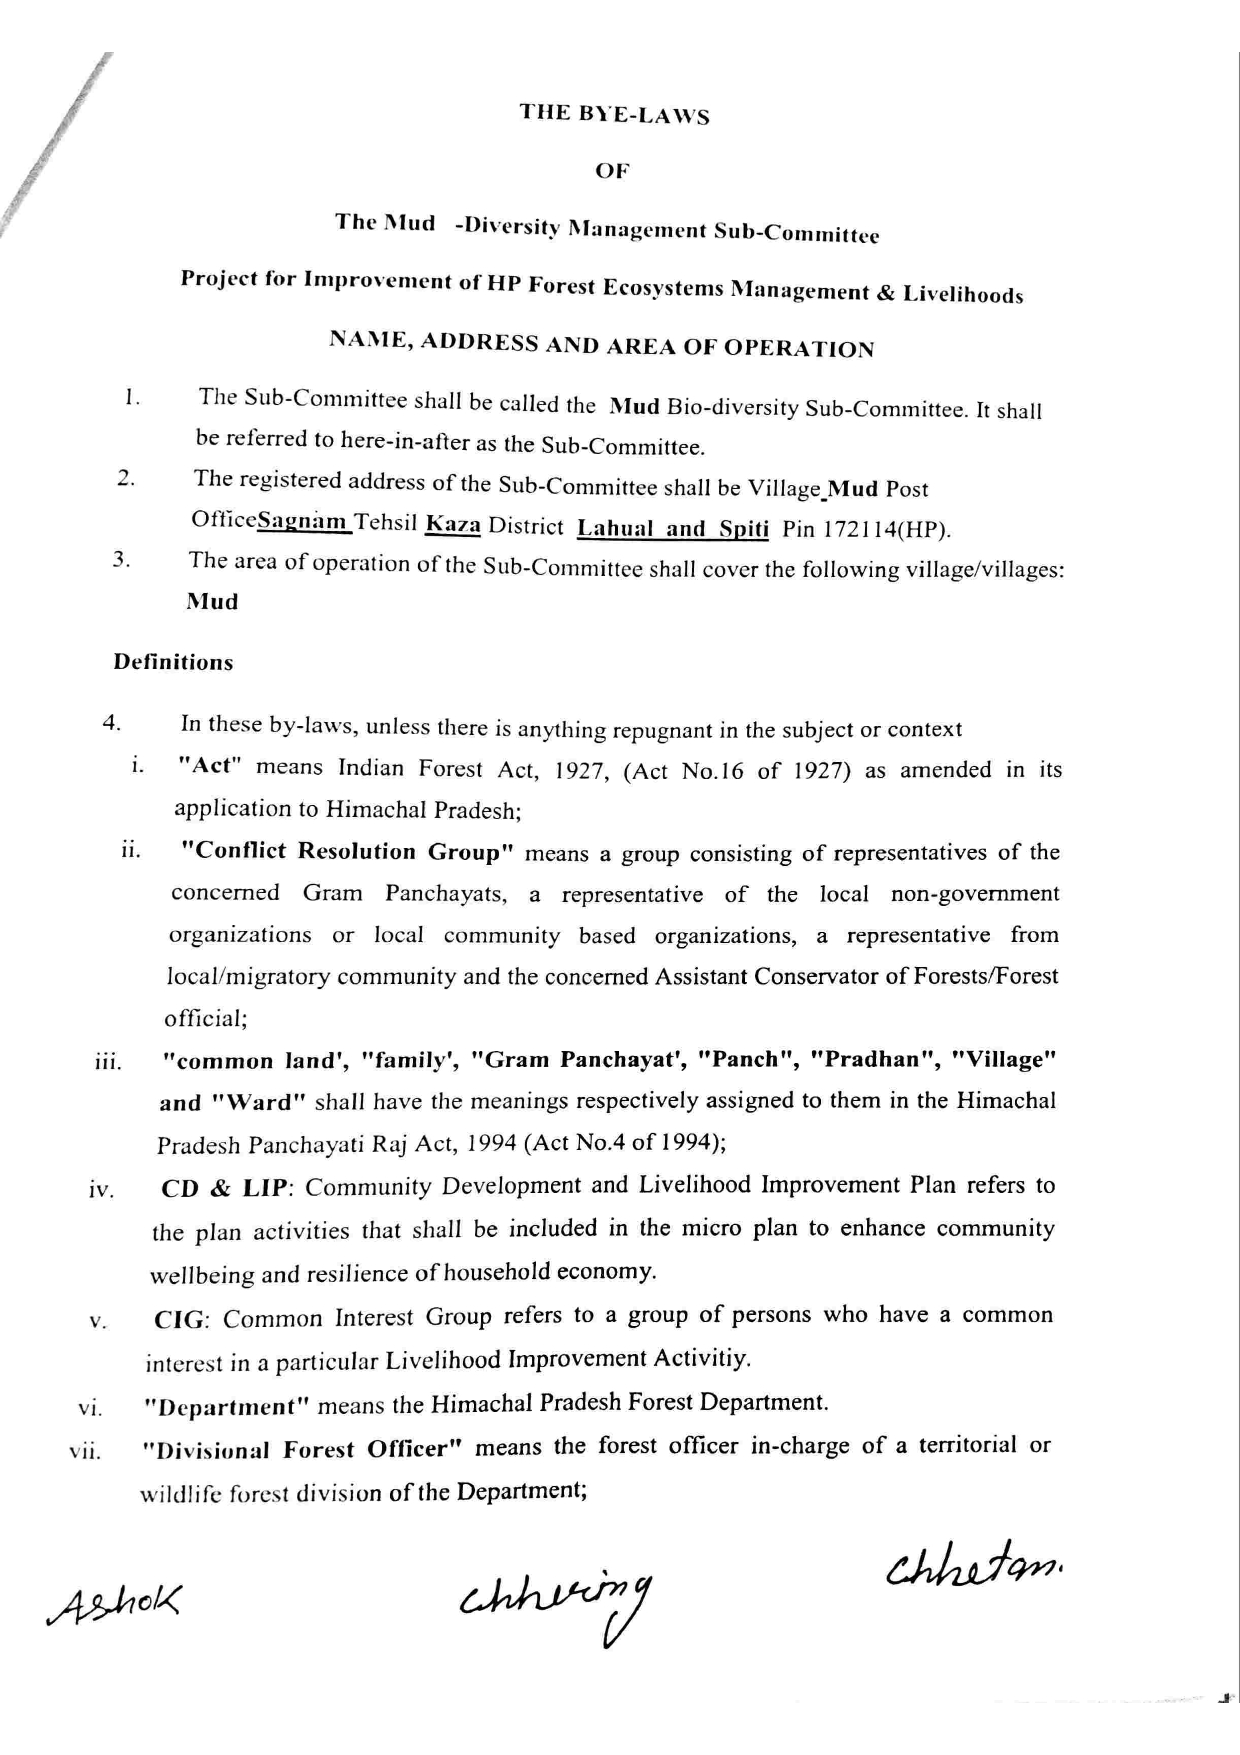 THE BYE-LAWS
OF
The Mud -Diversity Management Sub-Committee
Project for Improvement of HP Forest Ecosystems Management & Livelihoods
NAME, ADDRESS AND AREA OF OPERATION
1. The Sub-Committee shall be called the Mud Bio-diversity Sub-Committee. It shall
be referred to here-in-after as the Sub-Committee.
2. The registered address of the Sub-Committee shall be Village Mud Post
OfficeSagnam Tehsil Kaza District Lahual and Spiti Pin 172114(HP).
3. The area of operation of the Sub-Committee shall cover the following village/villages:
Mud
Definitions
4. In these by-laws, unless there is anything repugnant in the subject or context
i. "Act" means Indian Forest Act, 1927, (Act No.16 of 1927) as amended in its
application to Himachal Pradesh;
ii. "Conflict Resolution Group" means a group consisting of representatives of the
concerned Gram Panchayats, a representative of the local non-government
organizations or local community based organizations, a representative from
local/migratory community and the concerned Assistant Conservator of Forests/Forest
official;
iii. "common land', "family', "Gram Panchayat', "Panch", "Pradhan", "Village"
and "Ward" shall have the meanings respectively assigned to them in the Himachal
Pradesh Panchayati Raj Act, 1994 (Act No.4 of 1994);
iv. CD & LIP: Community Development and Livelihood Improvement Plan refers to
the plan activities that shall be included in the micro plan to enhance community
wellbeing and resilience of household economy.
v. CIG: Common Interest Group refers to a group of persons who have a common
interest in a particular Livelihood Improvement Activitiy.
vi. "Department" means the Himachal Pradesh Forest Department.
vii. "Divisional Forest Officer" means the forest officer in-charge of a territorial or
wildlife forest division of the Department;
Chhetan.
Ashok Chhering